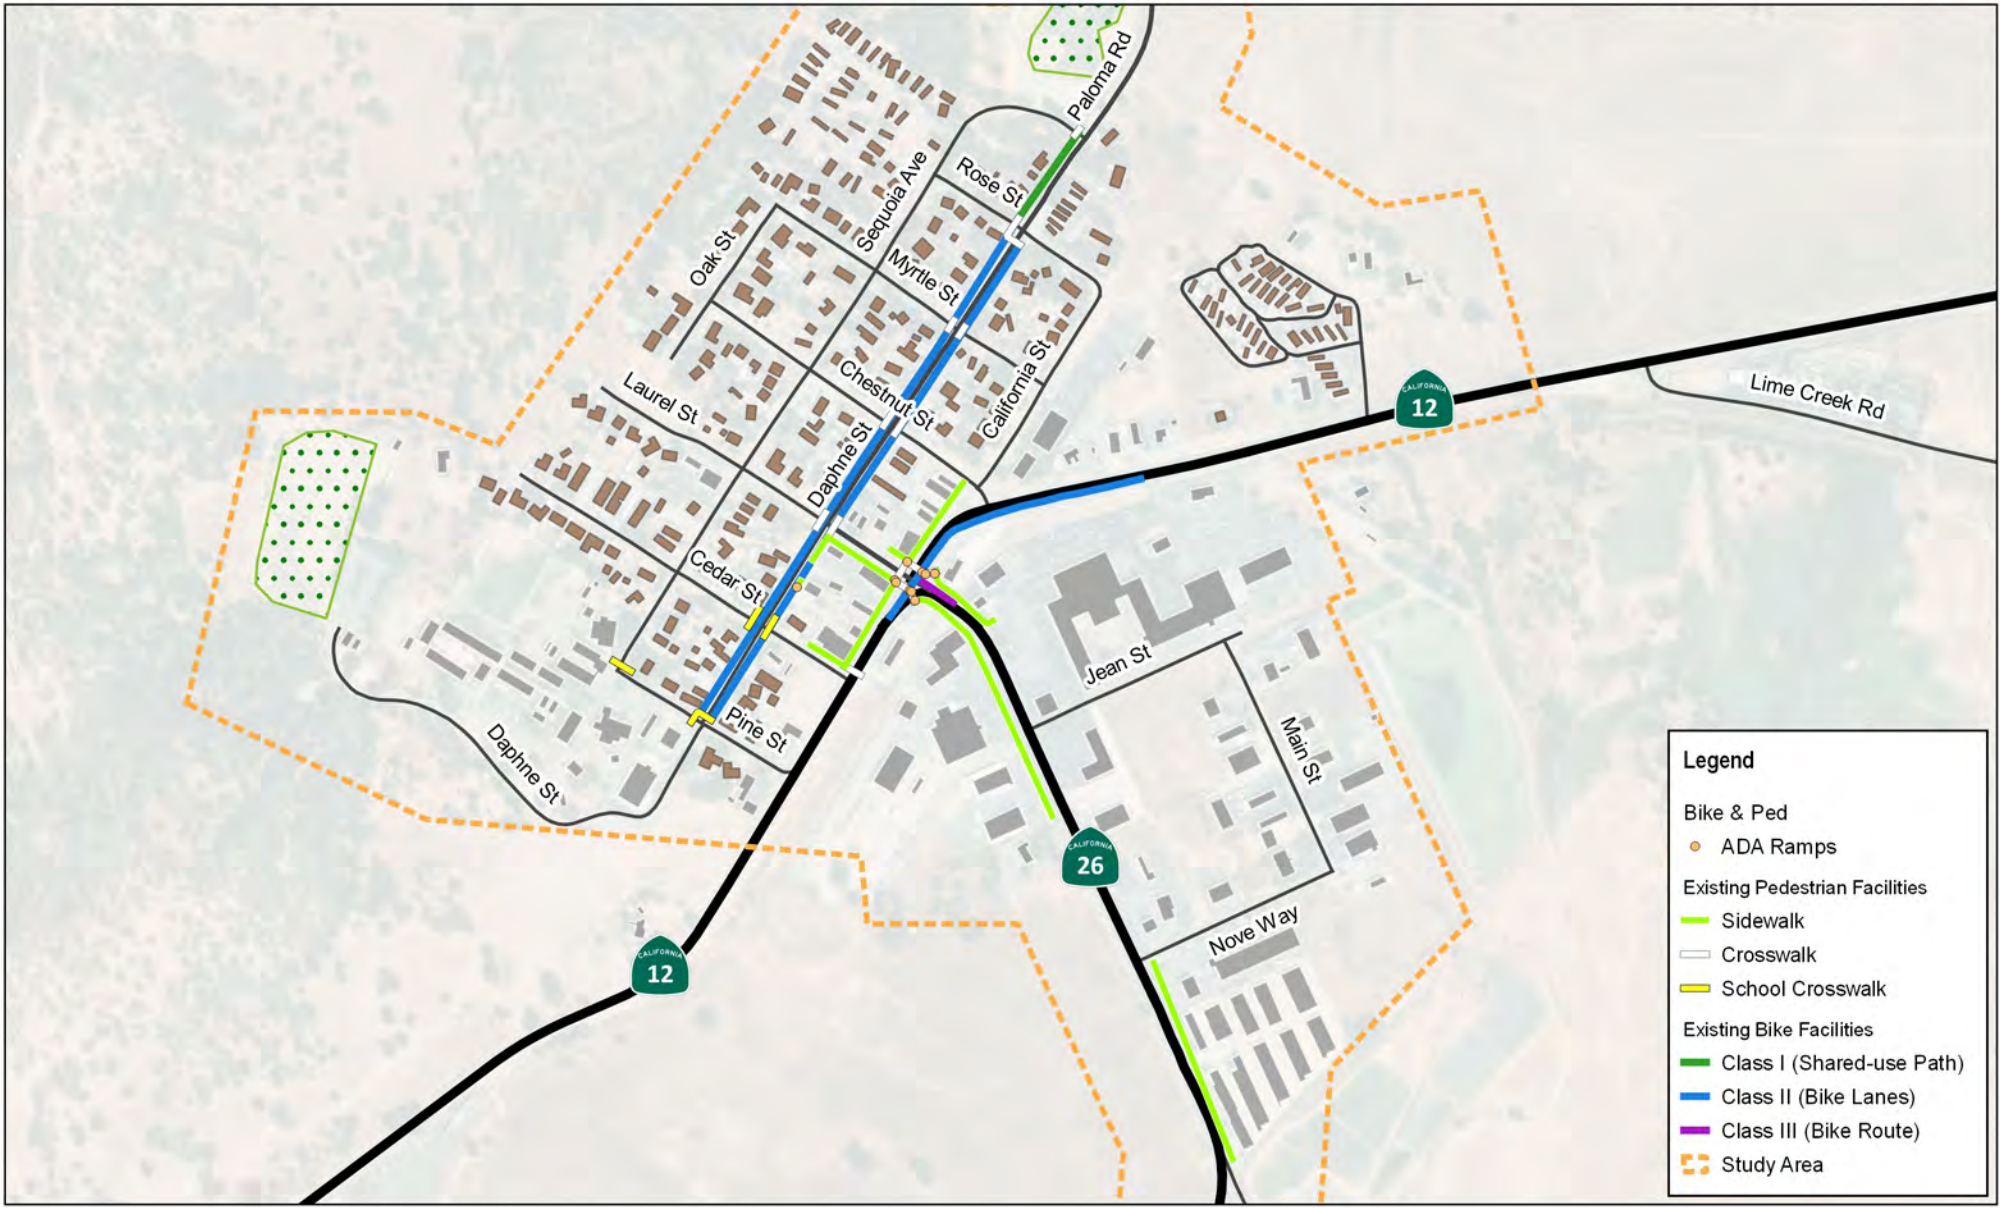 Paloma Rd
Rose St
Sequoia Ave
Oak St
Myrtle St
California St
Chestnut St
Laurel St
Daphne St
CALIFORNIA
12
Lime Creek Rd
Cedar St
Jean St
Pine St
Daphne St
Main St
CALIFORNIA
26
Nove Way
CALIFORNIA
12
Legend
Bike & Ped
ADA Ramps
Existing Pedestrian Facilities
Sidewalk
Crosswalk
School Crosswalk
Existing Bike Facilities
Class I (Shared-use Path)
Class II (Bike Lanes)
Class III (Bike Route)
Study Area